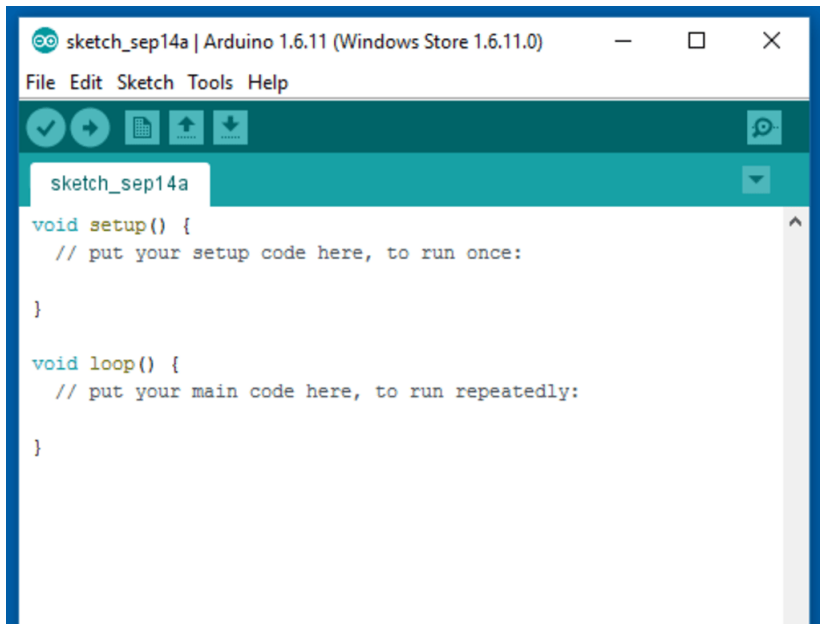 sketch_sep14a | Arduino 1.6.11 (Windows Store 1.6.11.0)
File Edit Sketch Tools Help
sketch_sep14a
void setup() {
  // put your setup code here, to run once:
}
void loop() {
  // put your main code here, to run repeatedly:
}